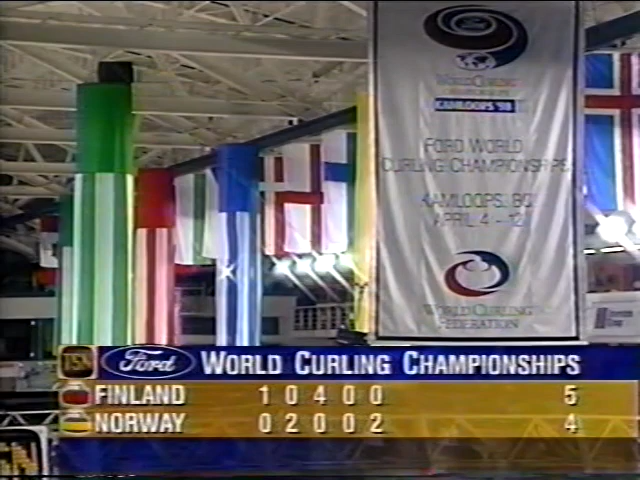 WORLD CURLING
KAMLOOPS '98
FORD WORLD
CURLING CHAMPIONSHIPS
KAMLOOPS, BC
APRIL 4 - 12
WORLD CURLING
FEDERATION
TSN Ford WORLD CURLING CHAMPIONSHIPS
FINLAND 1 0 4 0 0 5
NORWAY 0 2 0 0 2 4